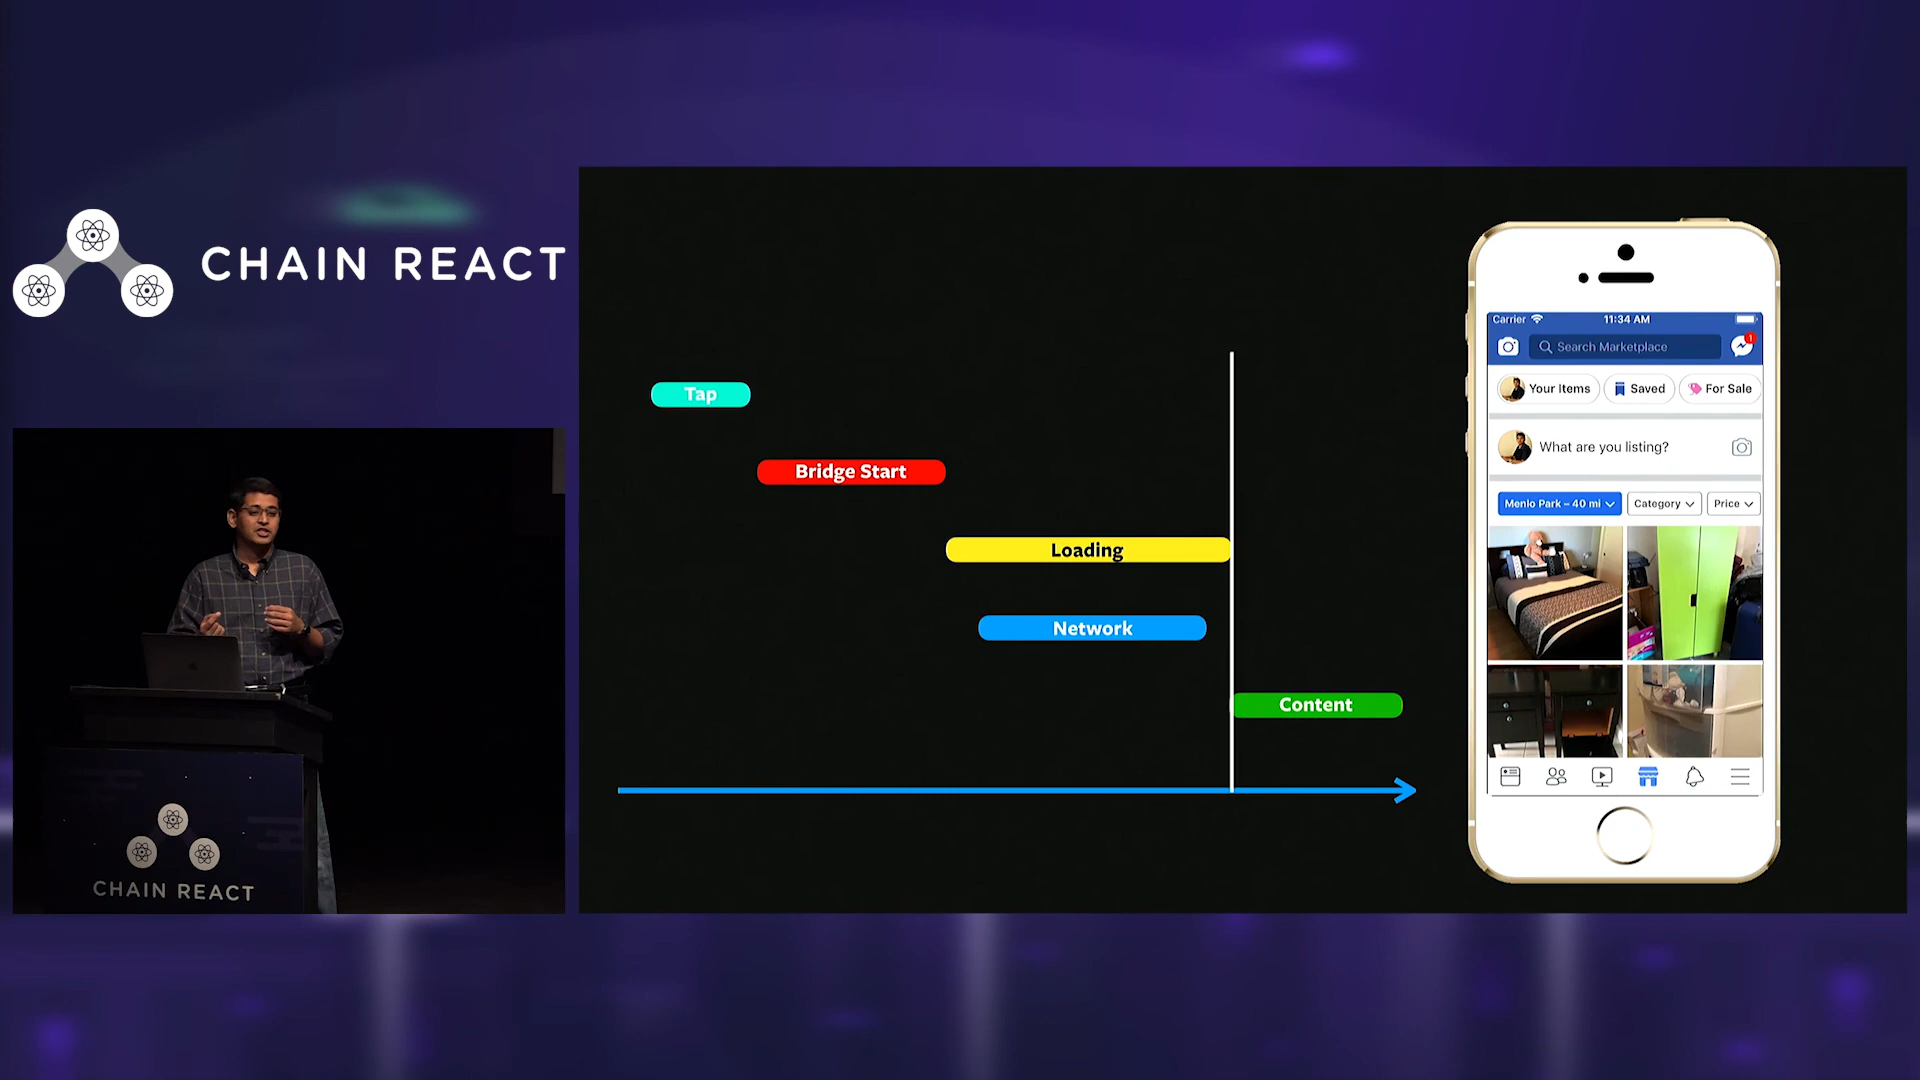 CHAIN REACT
Tap
Bridge Start
Loading
Network
Content
Carrier 11:34 AM
Search Marketplace
1
Your Items Saved For Sale
What are you listing?
Menlo Park – 40 mi Category Price
CHAIN REACT